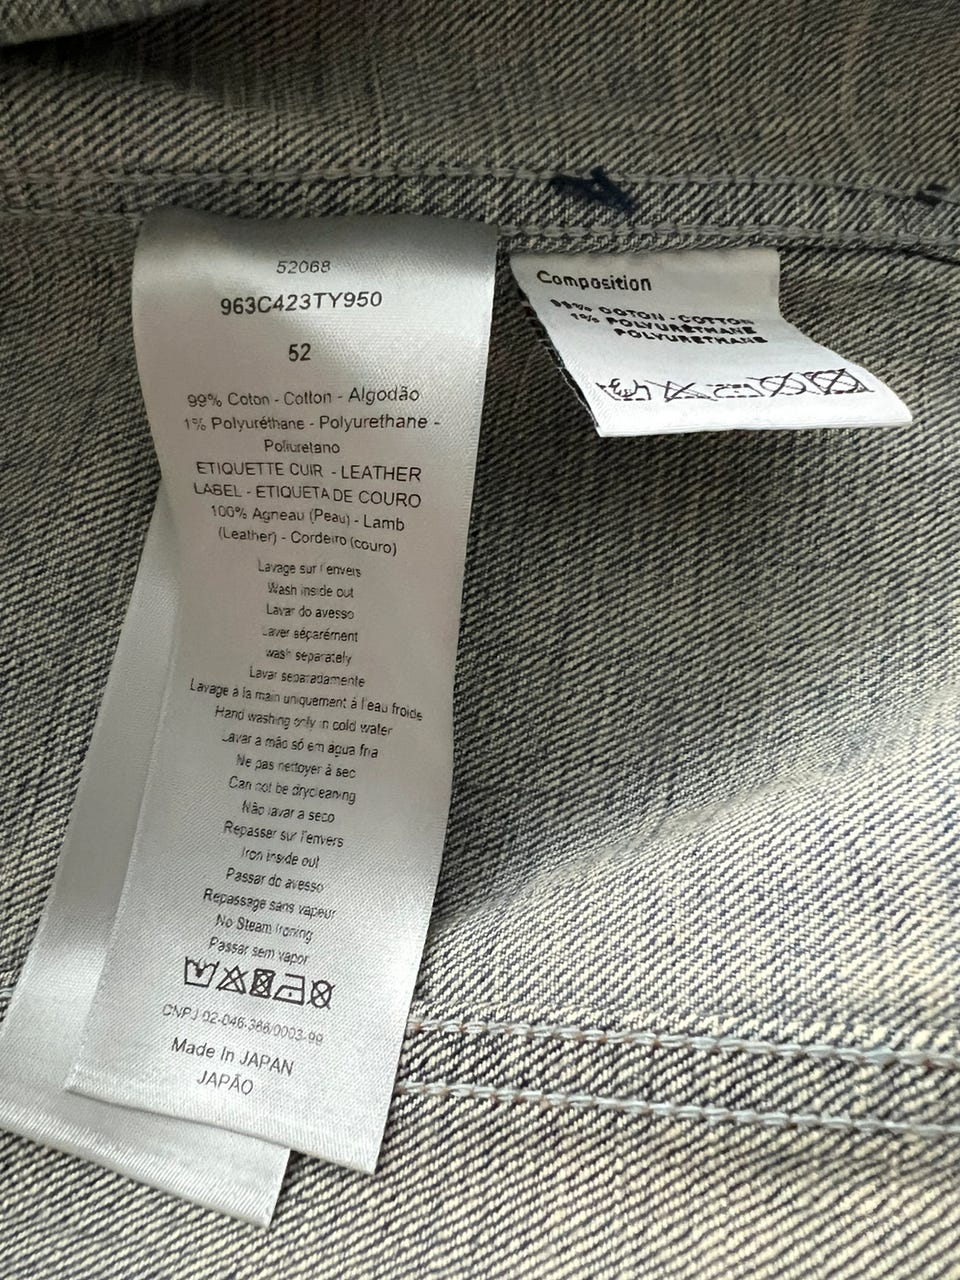 52068
963C423TY950
52
99% Coton - Cotton - Algodão
1% Polyuréthane - Polyurethane -
Poliuretano
ETIQUETTE CUIR - LEATHER
LABEL - ETIQUETA DE COURO
100% Agneau (Peau) - Lamb
(Leather) - Cordeiro (couro)
Lavage sur l'envers
Wash inside out
Lavar do avesso
Laver séparément
wash separately
Lavar separadamente
Lavage à la main uniquement à l'eau froide
Hand washing only in cold water
Lavar a mão só em água fria
Ne pas nettoyer à sec
Can not be drycleaning
Não lavar a seco
Repasser sur l'envers
Iron inside out
Passar do avesso
Repassage sans vapeur
No Steam Ironing
Passar sem vapor
CNPJ 02-046-366/0003-99
Made In JAPAN
JAPÃO
Composition
99% COTON - COTTON
1% POLYURÉTHANE
POLYURETHANE